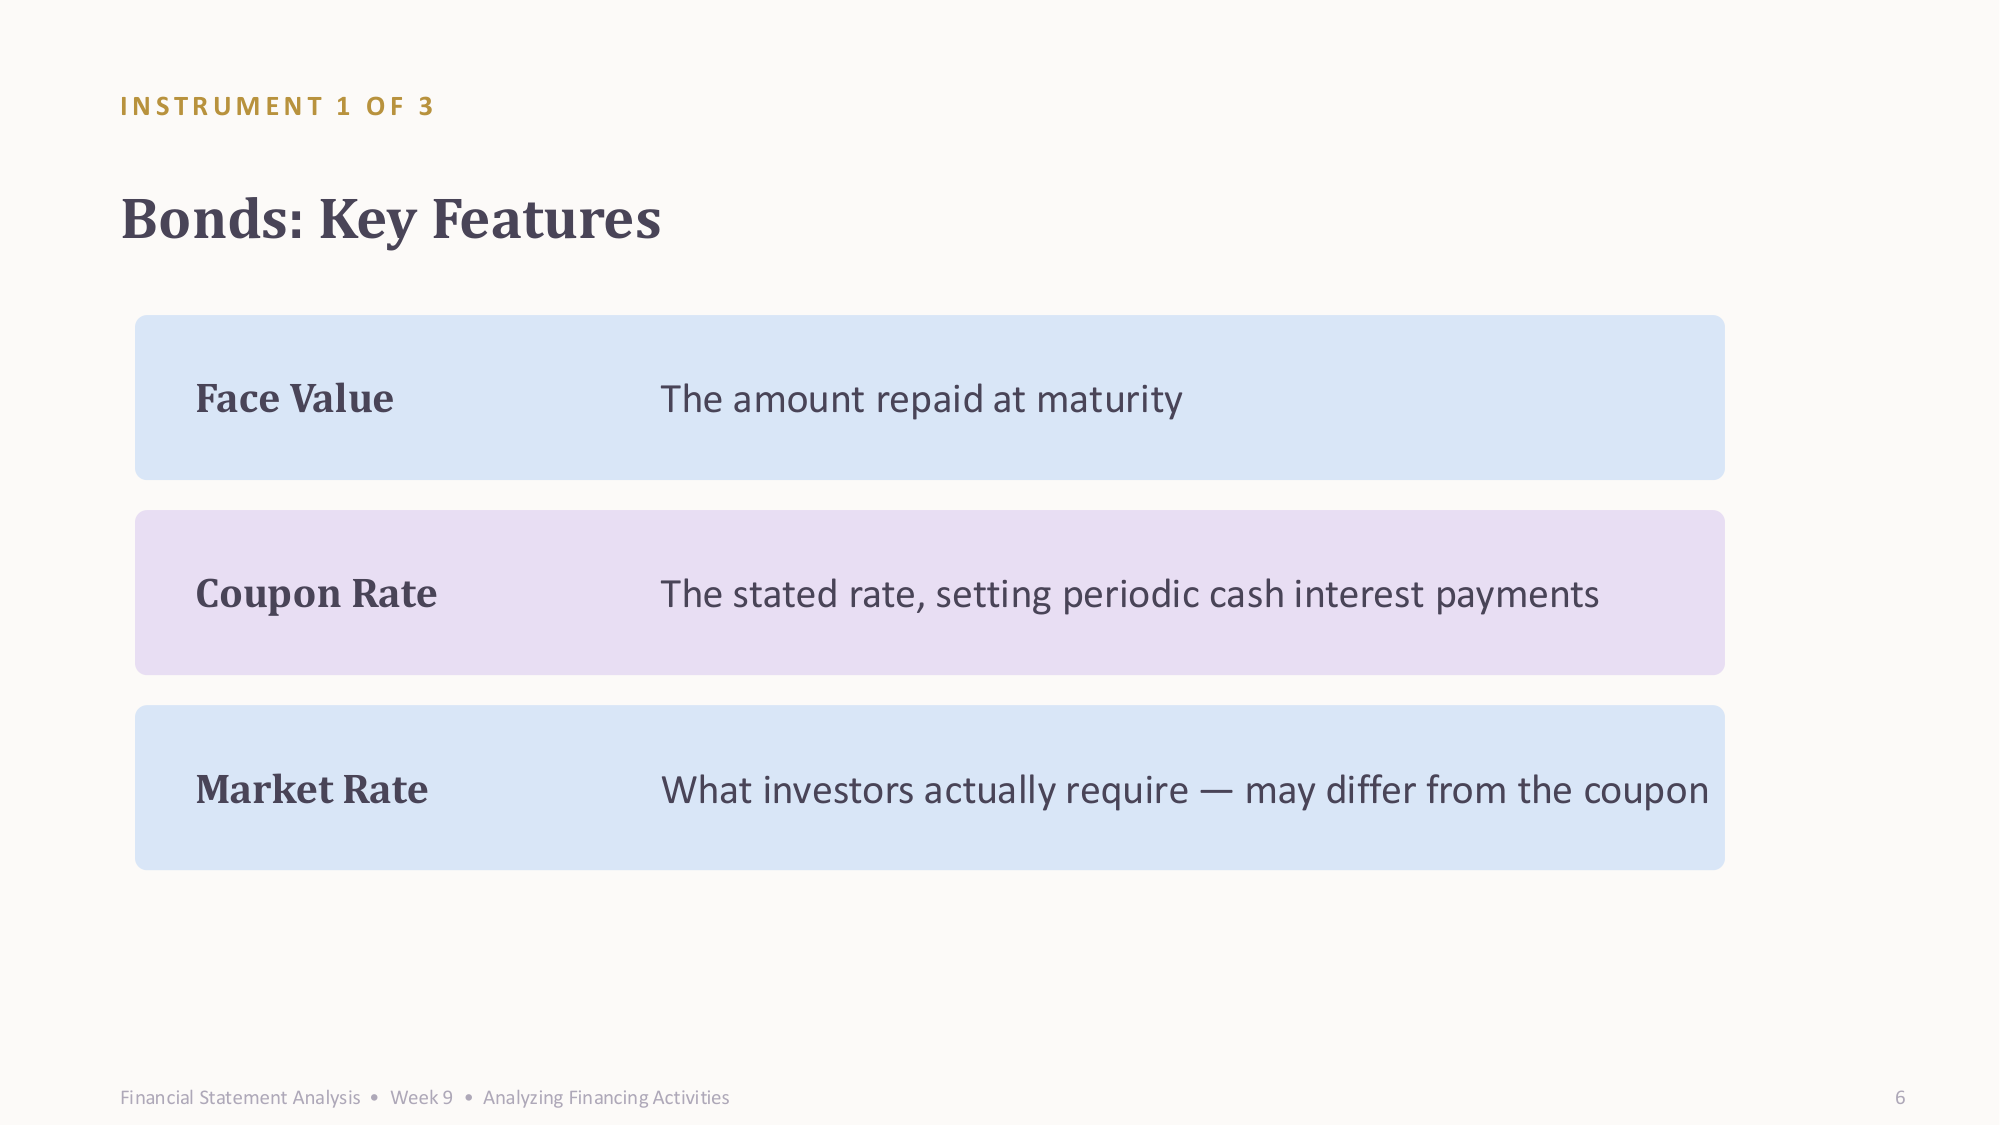 INSTRUMENT 1 OF 3
Bonds: Key Features
Face Value
The amount repaid at maturity
Coupon Rate
The stated rate, setting periodic cash interest payments
Market Rate
What investors actually require — may differ from the coupon
Financial Statement Analysis • Week 9 • Analyzing Financing Activities
6